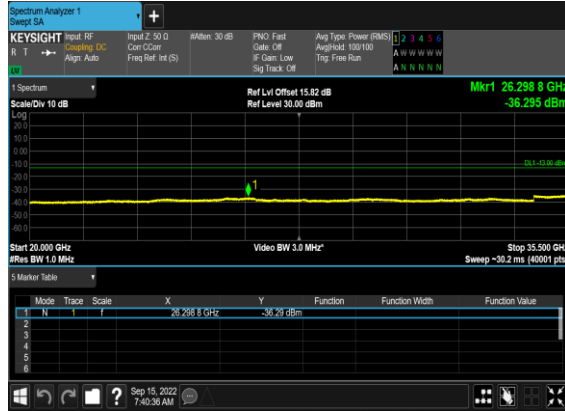 Spectrum Analyzer 1
Swept SA
+
KEYSIGHT Input: RF Input Z: 50 Ω #Atten: 30 dB PNO: Fast Avg Type: Power (RMS) 1 2 3 4 5 6
R T Coupling: DC Corr CCorr Gate: Off Avg|Hold: 100/100 A W W W W W
Align: Auto Freq Ref: Int (S) IF Gain: Low Trig: Free Run
LV Sig Track: Off A N N N N N
1 Spectrum Ref Lvl Offset 15.82 dB Mkr1 26.298 8 GHz
Scale/Div 10 dB Ref Level 30.00 dBm -36.295 dBm
Log
20.0
10.0
0.00
-10.0
DL1 -13.00 dBm
-20.0
-30.0
1
-40.0
-50.0
-60.0
Start 20.000 GHz Video BW 3.0 MHz* Stop 35.500 GHz
#Res BW 1.0 MHz Sweep ~30.2 ms (40001 pts)
5 Marker Table
Mode Trace Scale X Y Function Function Width Function Value
1 N 1 f 26.298 8 GHz -36.29 dBm
2
3
4
5
6
? Sep 15, 2022
7:40:36 AM